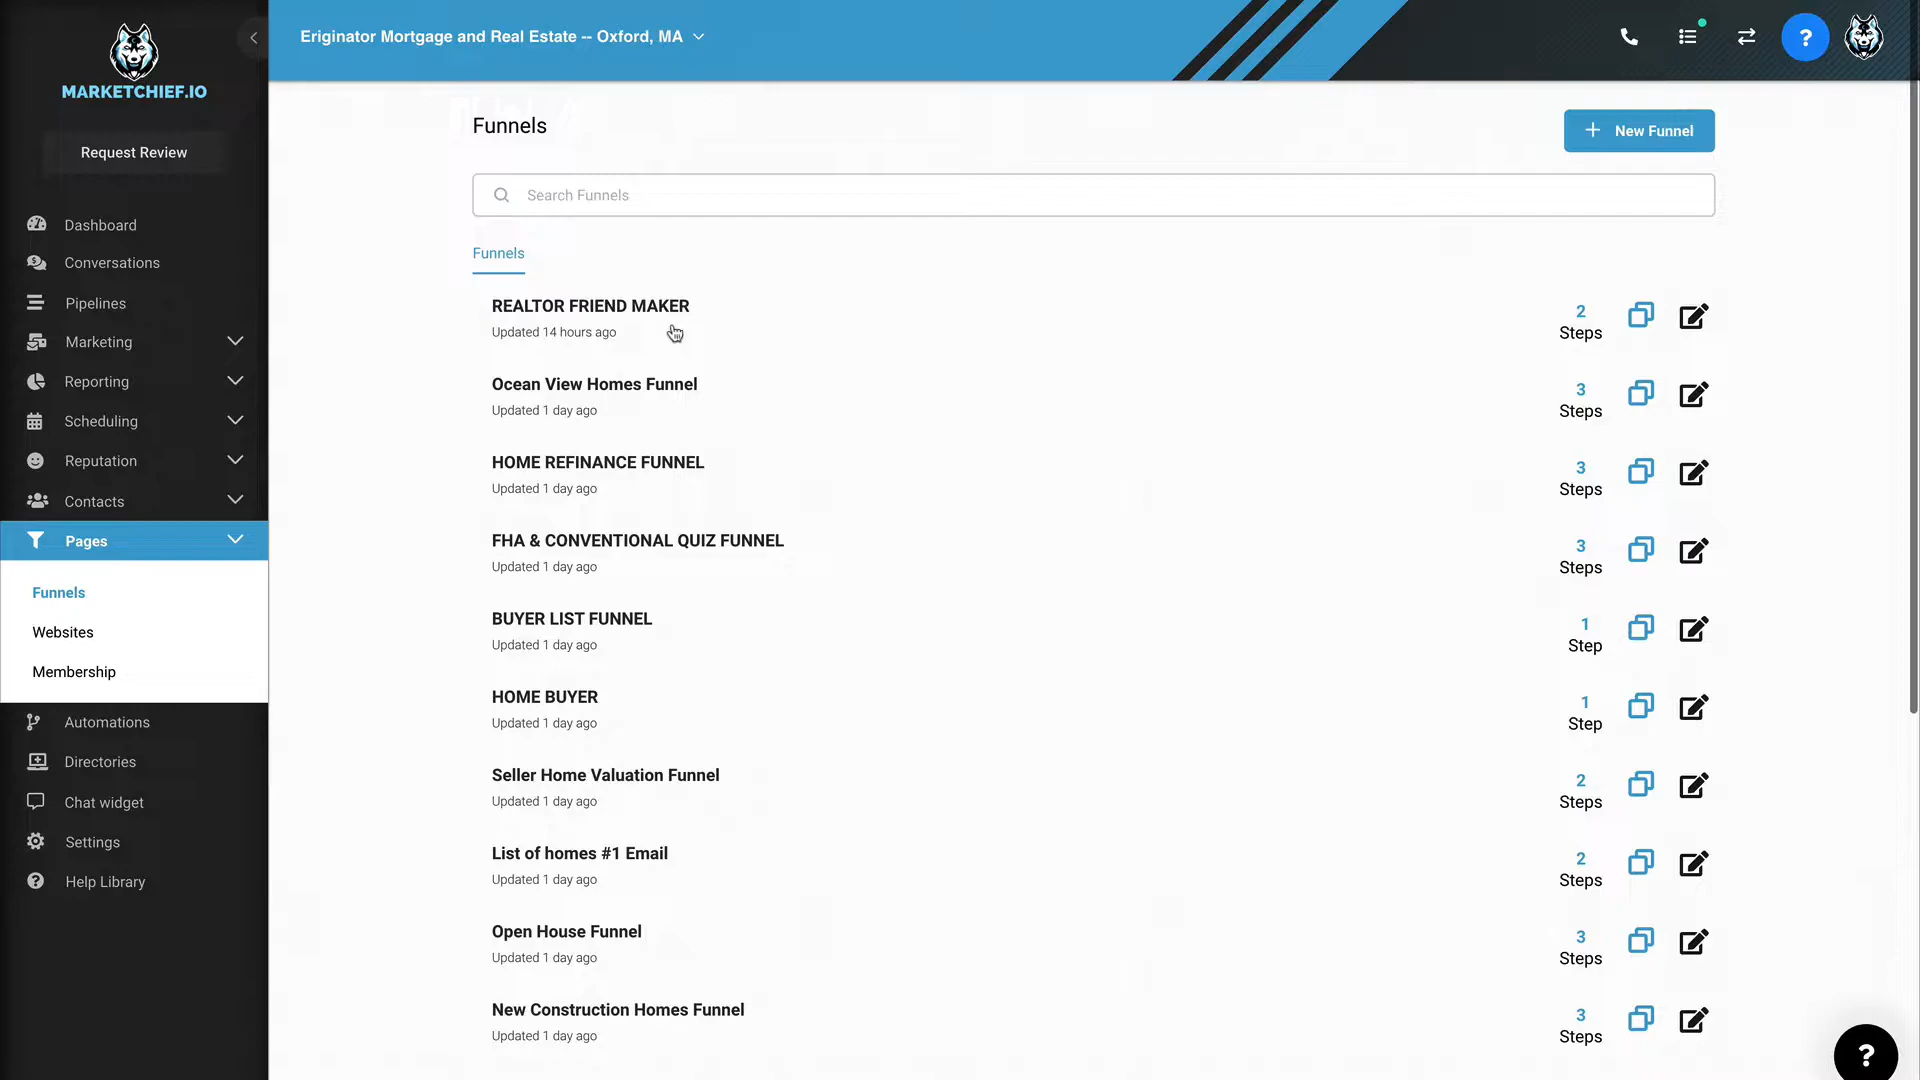 MARKETCHIEF.IO
Request Review
Dashboard
Conversations
Pipelines
Marketing
Reporting
Scheduling
Reputation
Contacts
Pages
Funnels
Websites
Membership
Automations
Directories
Chat widget
Settings
Help Library
Eriginator Mortgage and Real Estate -- Oxford, MA
?
Funnels
+ New Funnel
Search Funnels
Funnels
REALTOR FRIEND MAKER
Updated 14 hours ago
2
Steps
Ocean View Homes Funnel
Updated 1 day ago
3
Steps
HOME REFINANCE FUNNEL
Updated 1 day ago
3
Steps
FHA & CONVENTIONAL QUIZ FUNNEL
Updated 1 day ago
3
Steps
BUYER LIST FUNNEL
Updated 1 day ago
1
Step
HOME BUYER
Updated 1 day ago
1
Step
Seller Home Valuation Funnel
Updated 1 day ago
2
Steps
List of homes #1 Email
Updated 1 day ago
2
Steps
Open House Funnel
Updated 1 day ago
3
Steps
New Construction Homes Funnel
Updated 1 day ago
3
Steps
?